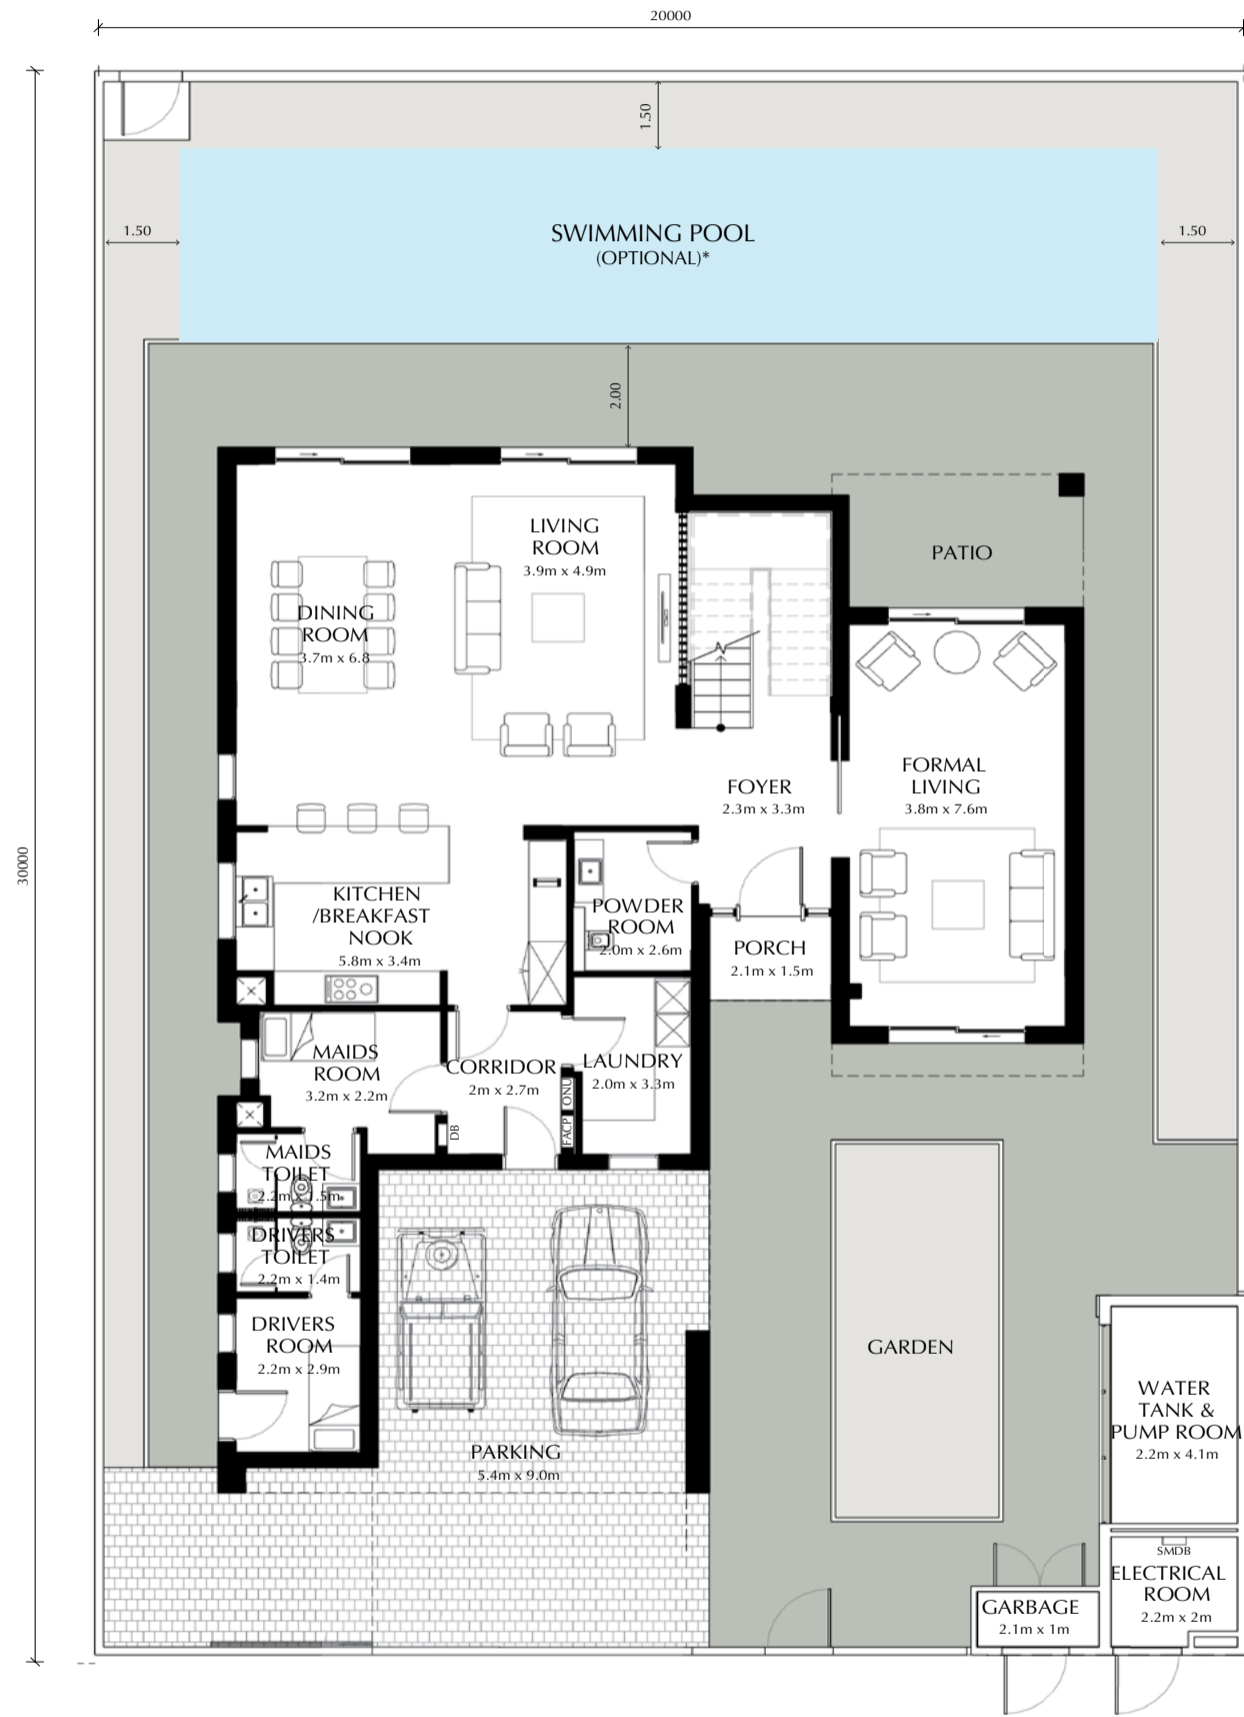 20000
30000
1.50
1.50
1.50
SWIMMING POOL
(OPTIONAL)*
2.00
LIVING
ROOM
3.9m x 4.9m
PATIO
DINING
ROOM
3.7m x 6.8
FOYER
2.3m x 3.3m
FORMAL
LIVING
3.8m x 7.6m
KITCHEN
/BREAKFAST
NOOK
5.8m x 3.4m
POWDER
ROOM
2.0m x 2.6m
PORCH
2.1m x 1.5m
MAIDS
ROOM
3.2m x 2.2m
CORRIDOR
2m x 2.7m
LAUNDRY
2.0m x 3.3m
DB
ONU
FACP
MAIDS
TOILET
2.2m x 1.5m
DRIVERS
TOILET
2.2m x 1.4m
DRIVERS
ROOM
2.2m x 2.9m
GARDEN
PARKING
5.4m x 9.0m
WATER
TANK &
PUMP ROOM
2.2m x 4.1m
SMDB
ELECTRICAL
ROOM
2.2m x 2m
GARBAGE
2.1m x 1m